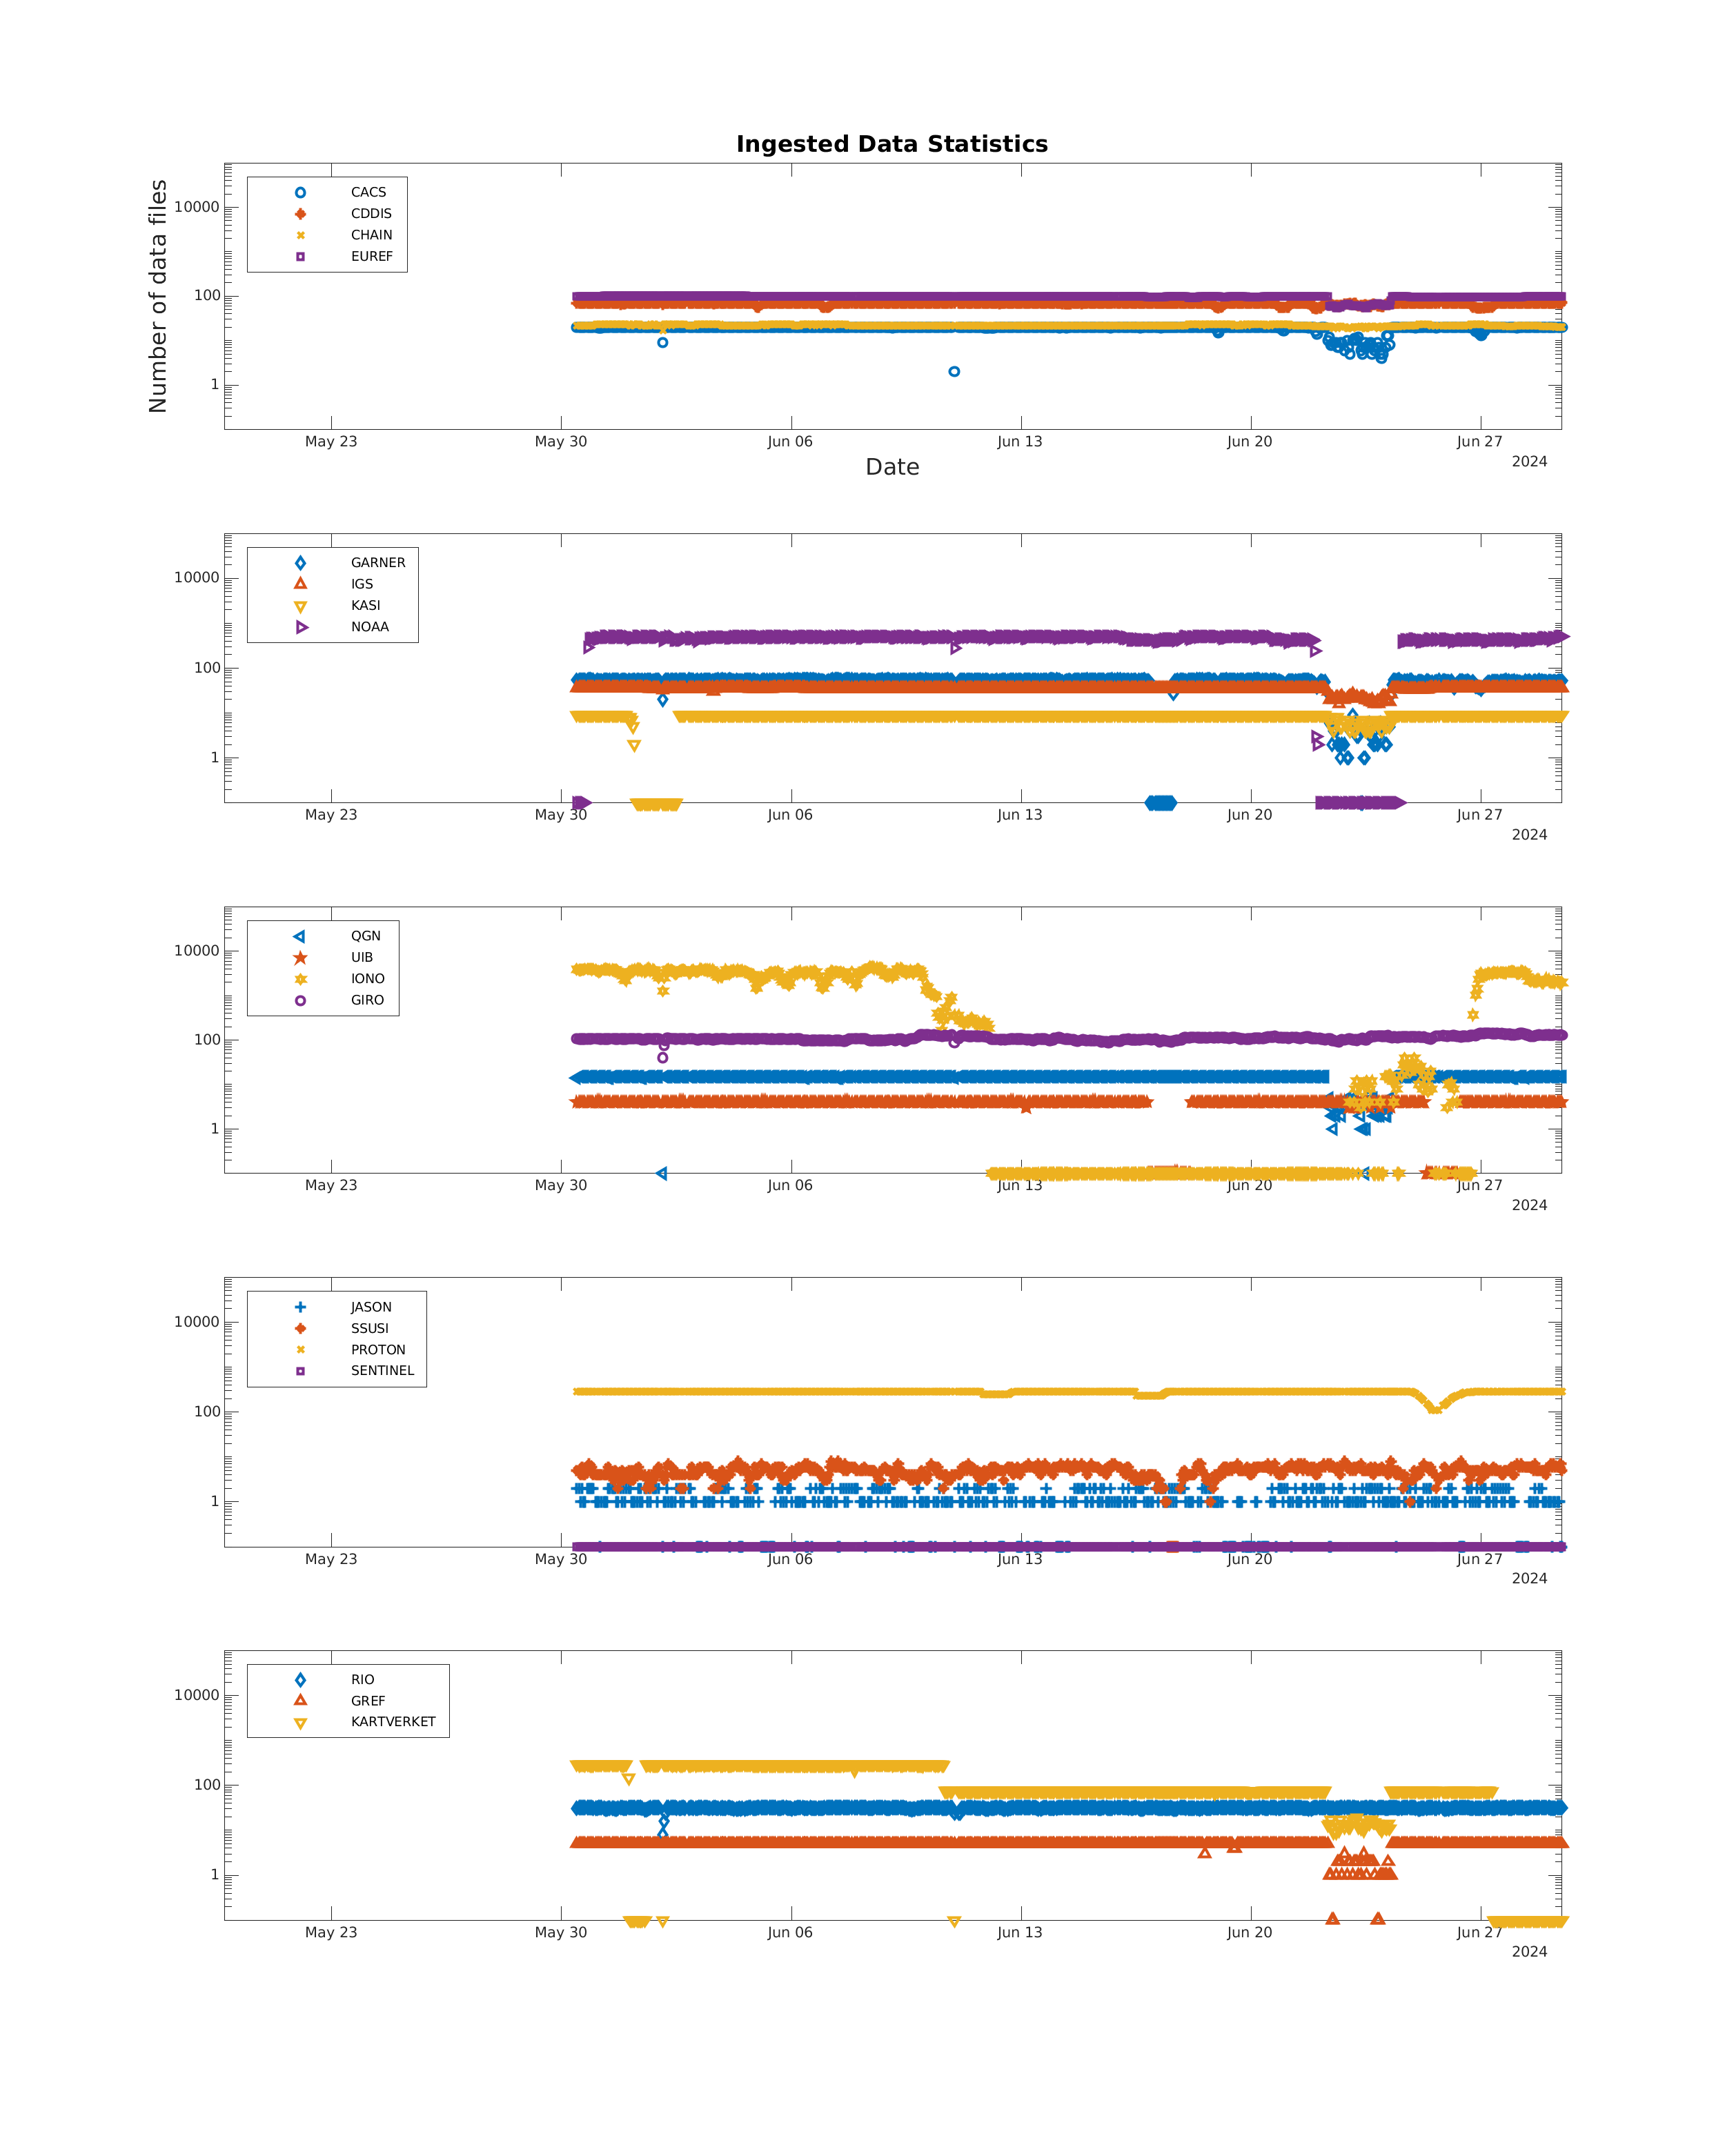 Ingested Data Statistics
Number of data files
10000
100
1
CACS
CDDIS
CHAIN
EUREF
May 23 May 30 Jun 06 Jun 13 Jun 20 Jun 27
2024
Date
10000
100
1
GARNER
IGS
KASI
NOAA
May 23 May 30 Jun 06 Jun 13 Jun 20 Jun 27
2024
10000
100
1
QGN
UIB
IONO
GIRO
May 23 May 30 Jun 06 Jun 13 Jun 20 Jun 27
2024
10000
100
1
JASON
SSUSI
PROTON
SENTINEL
May 23 May 30 Jun 06 Jun 13 Jun 20 Jun 27
2024
10000
100
1
RIO
GREF
KARTVERKET
May 23 May 30 Jun 06 Jun 13 Jun 20 Jun 27
2024